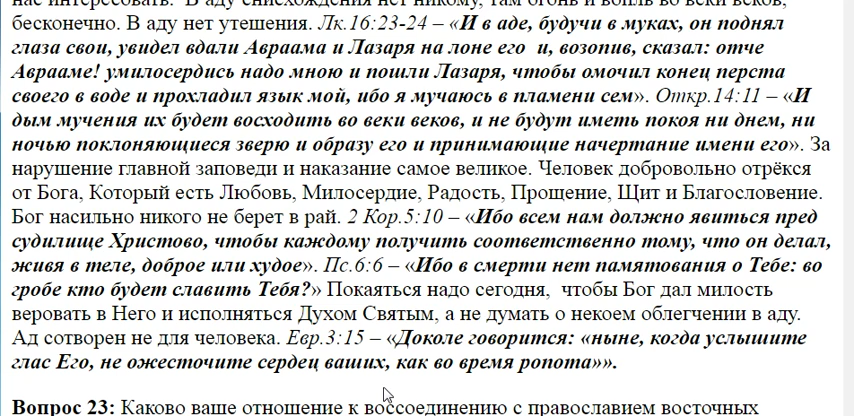 нас интересовать. В аду снисхождения нет никому, там огонь и вопль во веки веков,
бесконечно. В аду нет утешения. Лк.16:23-24 – «И в аде, будучи в муках, он поднял
глаза свои, увидел вдали Авраама и Лазаря на лоне его и, возопив, сказал: отче
Аврааме! умилосердись надо мною и пошли Лазаря, чтобы омочил конец перста
своего в воде и прохладил язык мой, ибо я мучаюсь в пламени сем». Откр.14:11 – «И
дым мучения их будет восходить во веки веков, и не будут иметь покоя ни днем, ни
ночью поклоняющиеся зверю и образу его и принимающие начертание имени его». За
нарушение главной заповеди и наказание самое великое. Человек добровольно отрёкся
от Бога, Который есть Любовь, Милосердие, Радость, Прощение, Щит и Благословение.
Бог насильно никого не берет в рай. 2 Кор.5:10 – «Ибо всем нам должно явиться пред
судилище Христово, чтобы каждому получить соответственно тому, что он делал,
живя в теле, доброе или худое». Пс.6:6 – «Ибо в смерти нет памятования о Тебе: во
гробе кто будет славить Тебя?» Покаяться надо сегодня, чтобы Бог дал милость
веровать в Него и исполняться Духом Святым, а не думать о некоем облегчении в аду.
Ад сотворен не для человека. Евр.3:15 – «Доколе говорится: «ныне, когда услышите
глас Его, не ожесточите сердец ваших, как во время ропота»».
Вопрос 23: Каково ваше отношение к воссоединению с православием восточных